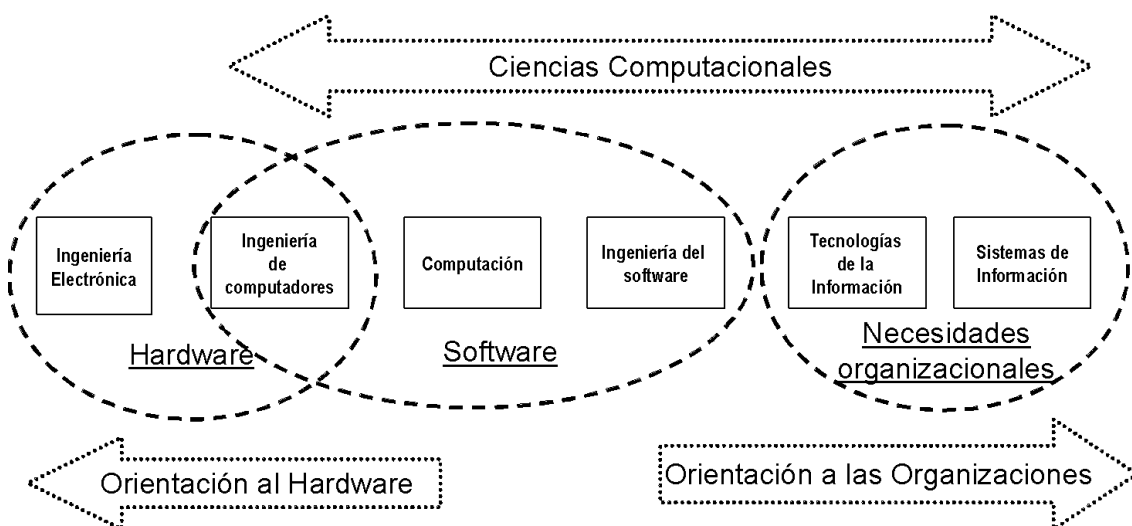 Ciencias Computacionales
Ingeniería
Electrónica
Ingeniería
de
computadores
Computación
Ingeniería del
software
Tecnologías
de la
Información
Sistemas de
Información
Hardware
Software
Necesidades
organizacionales
Orientación al Hardware
Orientación a las Organizaciones